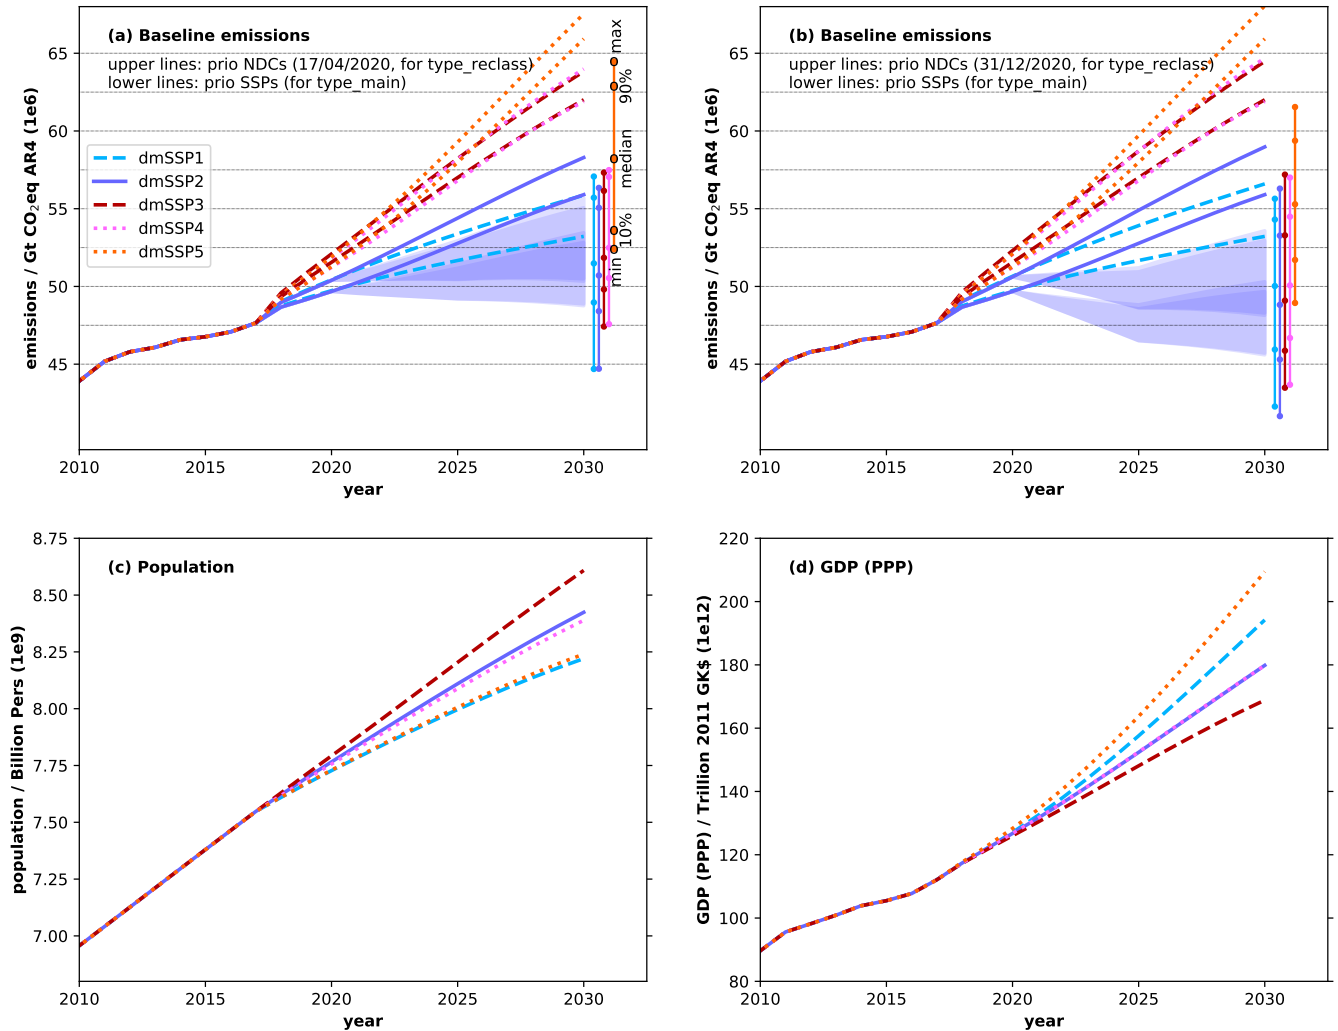 (a) Baseline emissions
upper lines: prio NDCs (17/04/2020, for type_reclass)
lower lines: prio SSPs (for type_main)
dmSSP1
dmSSP2
dmSSP3
dmSSP4
dmSSP5
max
90%
median
10%
min
emissions / Gt CO₂eq AR4 (1e6)
65
60
55
50
45
2010
2015
2020
2025
2030
year
(b) Baseline emissions
upper lines: prio NDCs (31/12/2020, for type_reclass)
lower lines: prio SSPs (for type_main)
emissions / Gt CO₂eq AR4 (1e6)
65
60
55
50
45
2010
2015
2020
2025
2030
year
(c) Population
population / Billion Pers (1e9)
8.75
8.50
8.25
8.00
7.75
7.50
7.25
7.00
2010
2015
2020
2025
2030
year
(d) GDP (PPP)
GDP (PPP) / Trillion 2011 GK$ (1e12)
220
200
180
160
140
120
100
80
2010
2015
2020
2025
2030
year